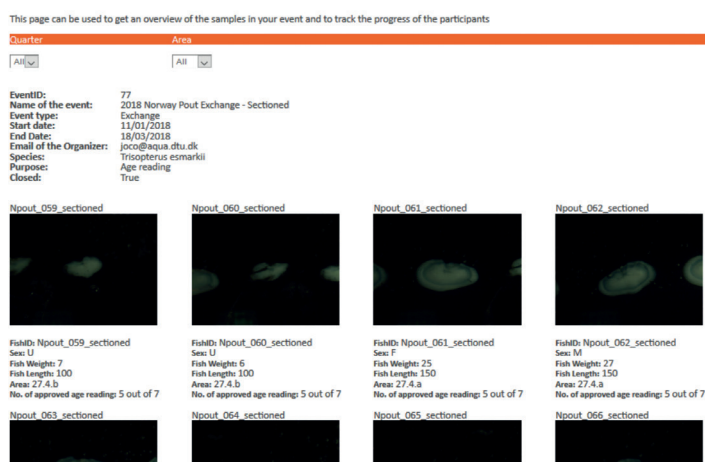 This page can be used to get an overview of the samples in your event and to track the progress of the participants
Quarter Area
All All
EventID: 77
Name of the event: 2018 Norway Pout Exchange - Sectioned
Event type: Exchange
Start date: 11/01/2018
End Date: 18/03/2018
Email of the Organizer: joco@aqua.dtu.dk
Species: Trisopterus esmarkii
Purpose: Age reading
Closed: True
Npout_059_sectioned Npout_060_sectioned Npout_061_sectioned Npout_062_sectioned
FishID: Npout_059_sectioned FishID: Npout_060_sectioned FishID: Npout_061_sectioned FishID: Npout_062_sectioned
Sex: U Sex: U Sex: F Sex: M
Fish Weight: 7 Fish Weight: 6 Fish Weight: 25 Fish Weight: 27
Fish Length: 100 Fish Length: 100 Fish Length: 150 Fish Length: 150
Area: 27.4.b Area: 27.4.b Area: 27.4.a Area: 27.4.a
No. of approved age reading: 5 out of 7 No. of approved age reading: 5 out of 7 No. of approved age reading: 5 out of 7 No. of approved age reading: 5 out of 7
Npout_063_sectioned Npout_064_sectioned Npout_065_sectioned Npout_066_sectioned